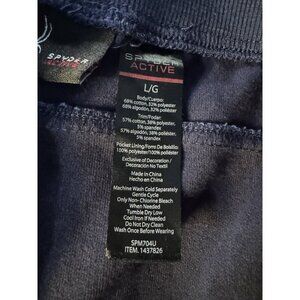 SPYDER
SPYDER
ACTIVE
L/G
Body/Cuerpo:
68% cotton, 32% polyester
68% algodón, 32% poliéster
Trim/Podar:
57% cotton, 38% polyester,
5% spandex
57% algodón, 38% poliéster,
5% spandex
Pocket Lining/Forro De Bolsillo:
100% polyester/100% poliéster
Exclusive of Decoration /
Decoración No Textil
Made in China
Hecho en China
Machine Wash Cold Separately
Gentle Cycle
Only Non- Chlorine Bleach
When Needed
Tumble Dry Low
Cool Iron if Needed
Do Not Dry Clean
Wash Once Before Wearing
SPM704U
ITEM. 1437826